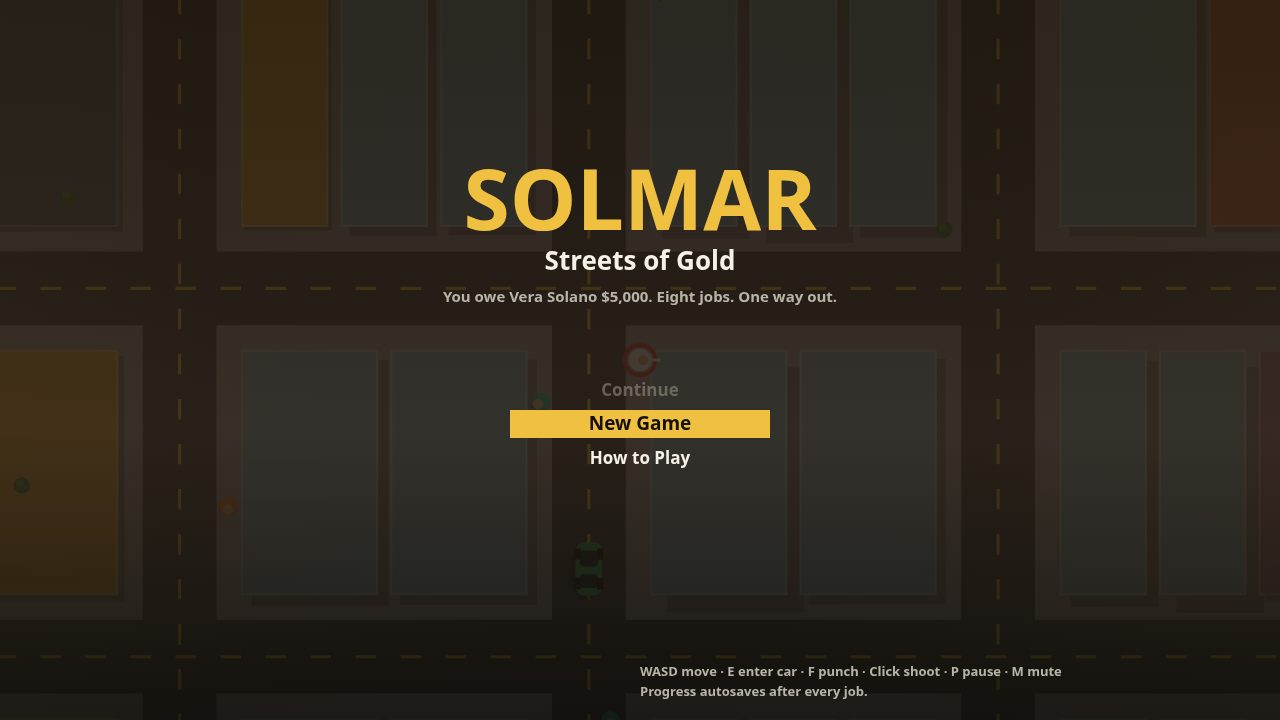 SOLMAR
Streets of Gold
You owe Vera Solano $5,000. Eight jobs. One way out.
Continue
New Game
How to Play
WASD move · E enter car · F punch · Click shoot · P pause · M mute
Progress autosaves after every job.